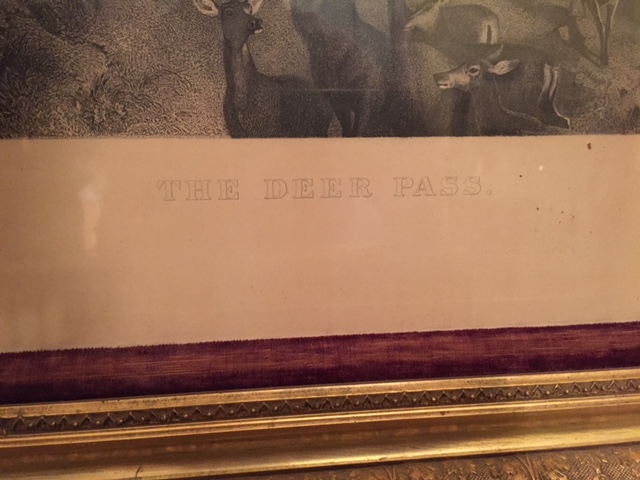 THE DEER PASS.